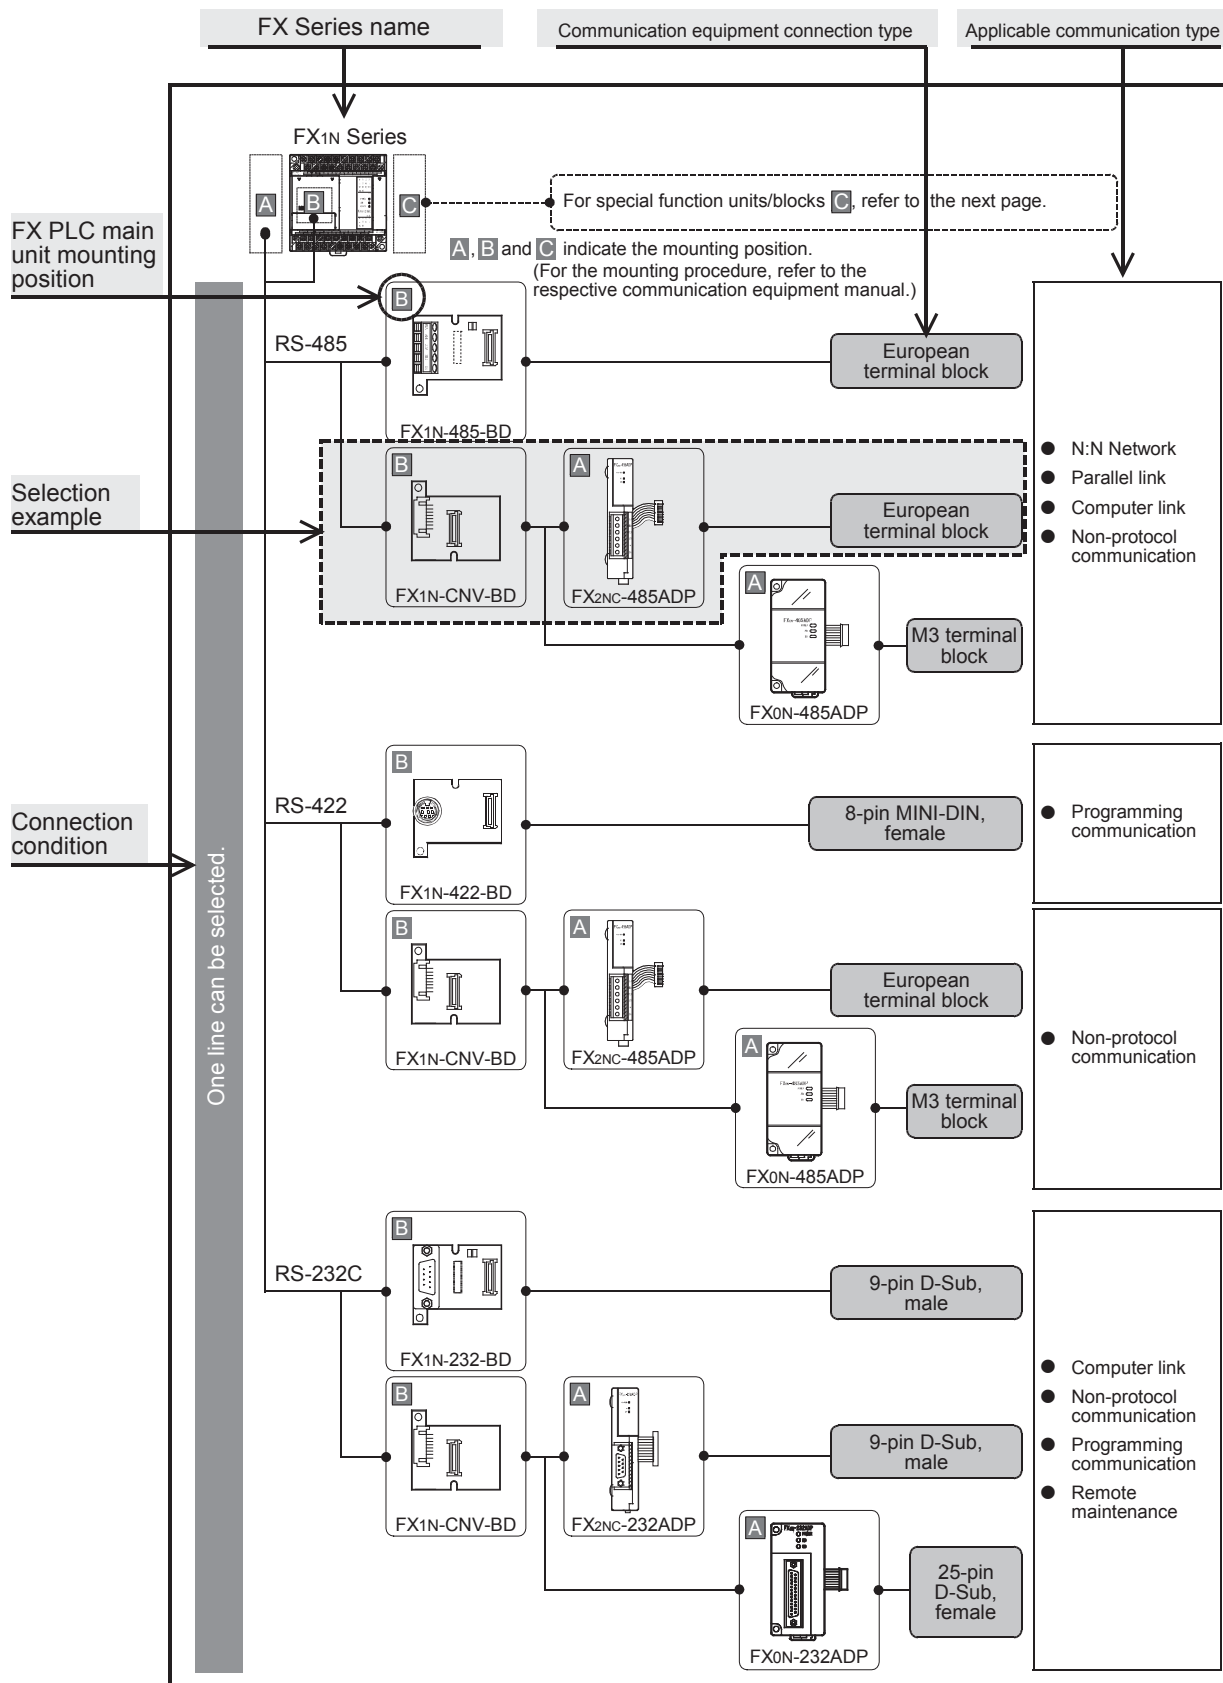 FX Series name
Communication equipment connection type
Applicable communication type
FX1N Series
A
B
C
For special function units/blocks C, refer to the next page.
FX PLC main
unit mounting
position
A, B and C indicate the mounting position.
(For the mounting procedure, refer to the
respective communication equipment manual.)
B
RS-485
FX1N-485-BD
European
terminal block
Selection
example
B
FX1N-CNV-BD
A
FX2NC-485ADP
European
terminal block
A
FX0N-485ADP
M3 terminal
block
● N:N Network
● Parallel link
● Computer link
● Non-protocol
communication
Connection
condition
One line can be selected.
RS-422
B
FX1N-422-BD
8-pin MINI-DIN,
female
● Programming
communication
B
FX1N-CNV-BD
A
FX2NC-485ADP
European
terminal block
A
FX0N-485ADP
M3 terminal
block
● Non-protocol
communication
RS-232C
B
FX1N-232-BD
9-pin D-Sub,
male
B
FX1N-CNV-BD
A
FX2NC-232ADP
9-pin D-Sub,
male
A
FX0N-232ADP
25-pin
D-Sub,
female
● Computer link
● Non-protocol
communication
● Programming
communication
● Remote
maintenance